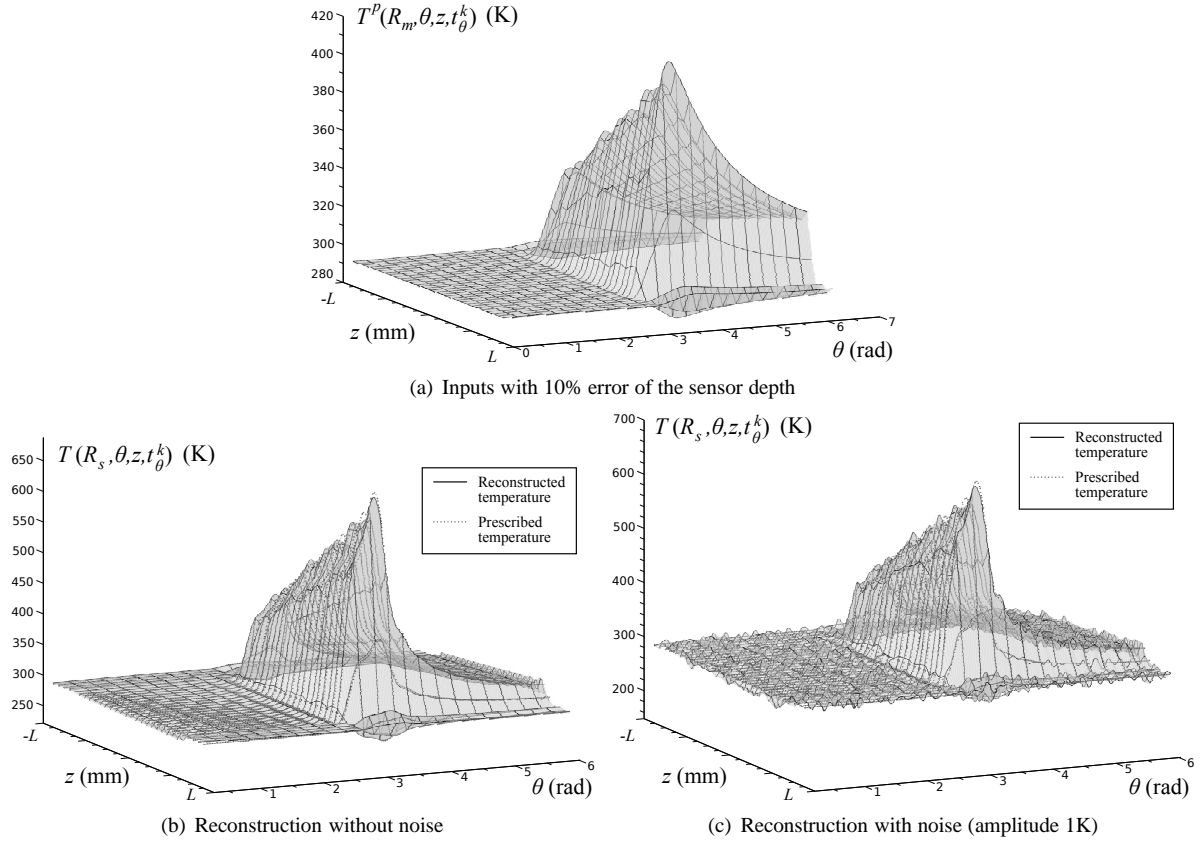 T^p(R_m,θ,z,t_θ^k) (K)
420
400
380
360
340
320
300
280
-L
z (mm)
L
0
1
2
3
4
5
6
7
θ (rad)
(a) Inputs with 10% error of the sensor depth
T(R_s,θ,z,t_θ^k) (K)
650
600
550
500
450
400
350
300
250
-L
z (mm)
L
1
2
3
4
5
6
θ (rad)
Reconstructed
temperature
Prescribed
temperature
(b) Reconstruction without noise
T(R_s,θ,z,t_θ^k) (K)
700
600
500
400
300
200
-L
z (mm)
L
1
2
3
4
5
6
θ (rad)
Reconstructed
temperature
Prescribed
temperature
(c) Reconstruction with noise (amplitude 1K)